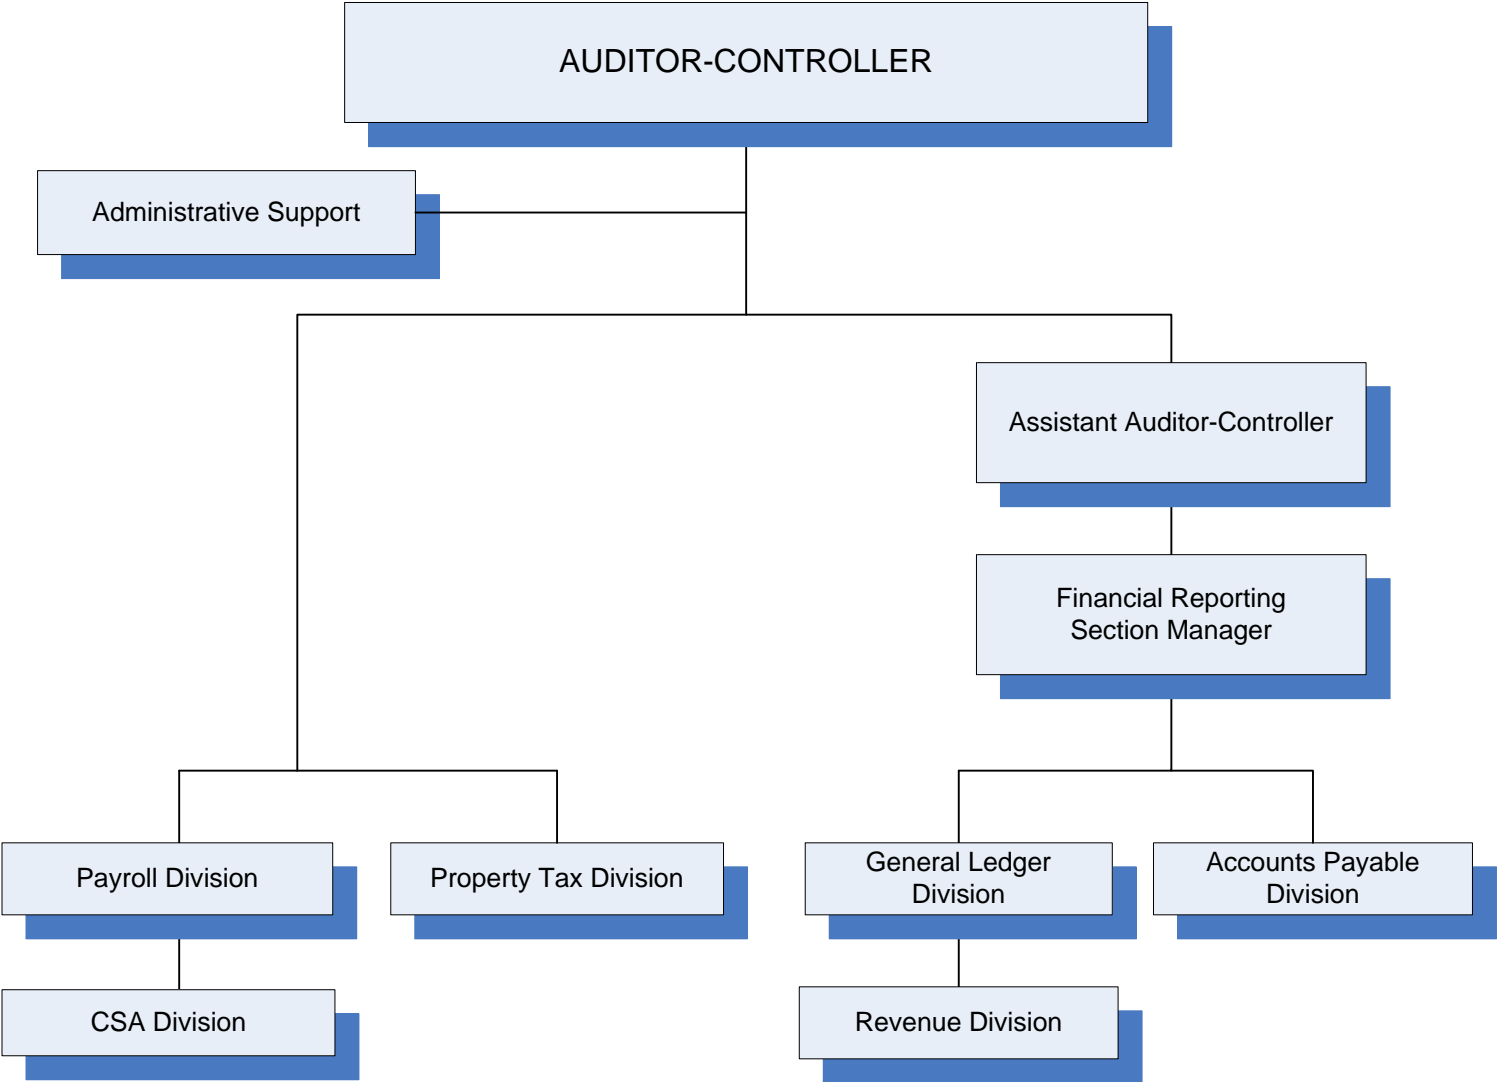 AUDITOR-CONTROLLER
Administrative Support
Assistant Auditor-Controller
Financial Reporting
Section Manager
Payroll Division
Property Tax Division
General Ledger
Division
Accounts Payable
Division
CSA Division
Revenue Division